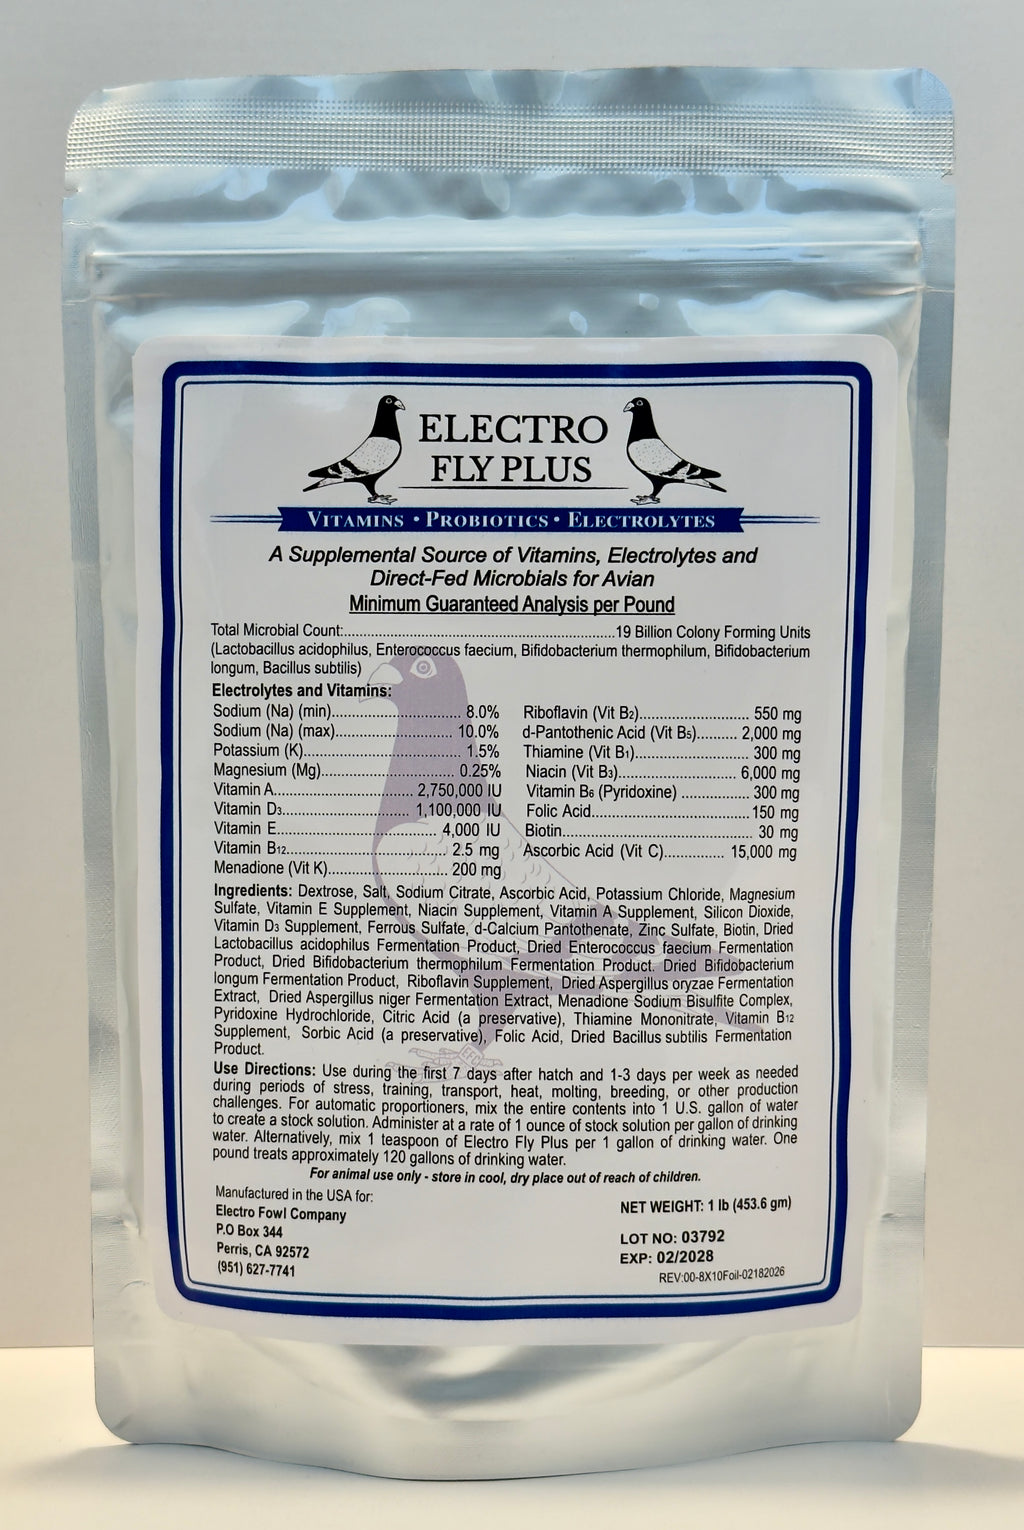 ELECTRO
FLY PLUS
VITAMINS • PROBIOTICS • ELECTROLYTES
A Supplemental Source of Vitamins, Electrolytes and
Direct-Fed Microbials for Avian
Minimum Guaranteed Analysis per Pound
Total Microbial Count:..........19 Billion Colony Forming Units
(Lactobacillus acidophilus, Enterococcus faecium, Bifidobacterium thermophilum, Bifidobacterium
longum, Bacillus subtilis)
Electrolytes and Vitamins:
Sodium (Na) (min).......... 8.0%
Sodium (Na) (max).......... 10.0%
Potassium (K).......... 1.5%
Magnesium (Mg).......... 0.25%
Vitamin A.......... 2,750,000 IU
Vitamin D3.......... 1,100,000 IU
Vitamin E.......... 4,000 IU
Vitamin B12.......... 2.5 mg
Menadione (Vit K).......... 200 mg
Riboflavin (Vit B2).......... 550 mg
d-Pantothenic Acid (Vit B5).......... 2,000 mg
Thiamine (Vit B1).......... 300 mg
Niacin (Vit B3).......... 6,000 mg
Vitamin B6 (Pyridoxine) .......... 300 mg
Folic Acid.......... 150 mg
Biotin.......... 30 mg
Ascorbic Acid (Vit C).......... 15,000 mg
Ingredients: Dextrose, Salt, Sodium Citrate, Ascorbic Acid, Potassium Chloride, Magnesium
Sulfate, Vitamin E Supplement, Niacin Supplement, Vitamin A Supplement, Silicon Dioxide,
Vitamin D3 Supplement, Ferrous Sulfate, d-Calcium Pantothenate, Zinc Sulfate, Biotin, Dried
Lactobacillus acidophilus Fermentation Product, Dried Enterococcus faecium Fermentation
Product, Dried Bifidobacterium thermophilum Fermentation Product. Dried Bifidobacterium
longum Fermentation Product, Riboflavin Supplement, Dried Aspergillus oryzae Fermentation
Extract, Dried Aspergillus niger Fermentation Extract, Menadione Sodium Bisulfite Complex,
Pyridoxine Hydrochloride, Citric Acid (a preservative), Thiamine Mononitrate, Vitamin B12
Supplement, Sorbic Acid (a preservative), Folic Acid, Dried Bacillus subtilis Fermentation
Product.
EFC
Use Directions: Use during the first 7 days after hatch and 1-3 days per week as needed
during periods of stress, training, transport, heat, molting, breeding, or other production
challenges. For automatic proportioners, mix the entire contents into 1 U.S. gallon of water
to create a stock solution. Administer at a rate of 1 ounce of stock solution per gallon of drinking
water. Alternatively, mix 1 teaspoon of Electro Fly Plus per 1 gallon of drinking water. One
pound treats approximately 120 gallons of drinking water.
For animal use only - store in cool, dry place out of reach of children.
Manufactured in the USA for:
Electro Fowl Company
P.O Box 344
Perris, CA 92572
(951) 627-7741
NET WEIGHT: 1 lb (453.6 gm)
LOT NO: 03792
EXP: 02/2028
REV:00-8X10Foil-02182026